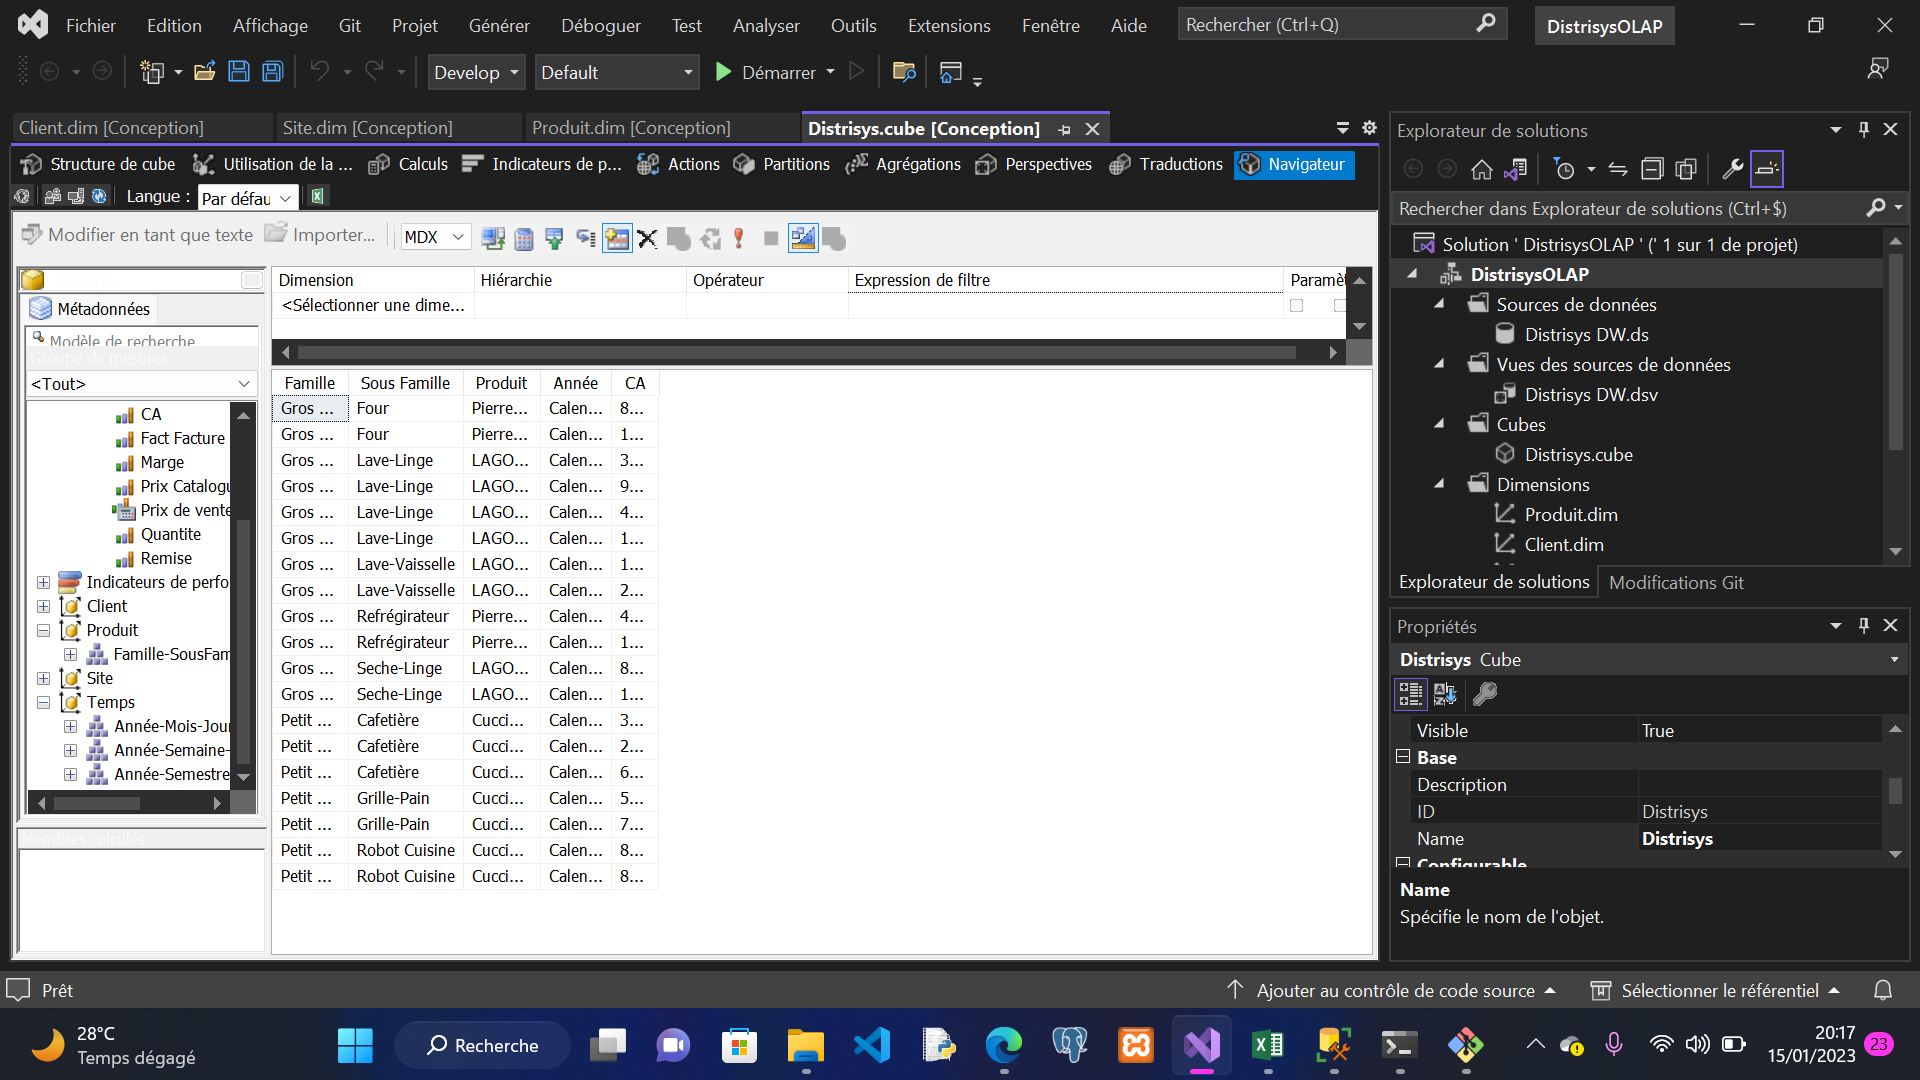 Fichier Edition Affichage Git Projet Générer Déboguer Test Analyser Outils Extensions Fenêtre Aide Rechercher (Ctrl+Q) DistrisysOLAP
Develop Default Démarrer
Client.dim [Conception] Site.dim [Conception] Produit.dim [Conception] Distrisys.cube [Conception]
Structure de cube Utilisation de la ... Calculs Indicateurs de p... Actions Partitions Agrégations Perspectives Traductions Navigateur
Langue : Par défau
Modifier en tant que texte Importer... MDX
Métadonnées
Modèle de recherche
Groupe de mesures :
<Tout>
CA
Fact Facture
Marge
Prix Catalogu
Prix de vente
Quantite
Remise
Indicateurs de perfo
Client
Produit
Famille-SousFam
Site
Temps
Année-Mois-Jour
Année-Semaine-
Année-Semestre
Membres calculés
Dimension Hiérarchie Opérateur Expression de filtre Paramèt
<Sélectionner une dime...
Famille Sous Famille Produit Année CA
Gros ... Four Pierre... Calen... 8...
Gros ... Four Pierre... Calen... 1...
Gros ... Lave-Linge LAGO... Calen... 3...
Gros ... Lave-Linge LAGO... Calen... 9...
Gros ... Lave-Linge LAGO... Calen... 4...
Gros ... Lave-Linge LAGO... Calen... 1...
Gros ... Lave-Vaisselle LAGO... Calen... 1...
Gros ... Lave-Vaisselle LAGO... Calen... 2...
Gros ... Refrégirateur Pierre... Calen... 4...
Gros ... Refrégirateur Pierre... Calen... 1...
Gros ... Seche-Linge LAGO... Calen... 8...
Gros ... Seche-Linge LAGO... Calen... 1...
Petit ... Cafetière Cucci... Calen... 3...
Petit ... Cafetière Cucci... Calen... 2...
Petit ... Cafetière Cucci... Calen... 6...
Petit ... Grille-Pain Cucci... Calen... 5...
Petit ... Grille-Pain Cucci... Calen... 7...
Petit ... Robot Cuisine Cucci... Calen... 8...
Petit ... Robot Cuisine Cucci... Calen... 8...
Explorateur de solutions
Rechercher dans Explorateur de solutions (Ctrl+$)
Solution ' DistrisysOLAP ' (' 1 sur 1 de projet)
DistrisysOLAP
Sources de données
Distrisys DW.ds
Vues des sources de données
Distrisys DW.dsv
Cubes
Distrisys.cube
Dimensions
Produit.dim
Client.dim
Explorateur de solutions Modifications Git
Propriétés
Distrisys Cube
Visible True
Base
Description
ID Distrisys
Name Distrisys
Configurable
Name
Spécifie le nom de l'objet.
Prêt Ajouter au contrôle de code source Sélectionner le référentiel
28°C
Temps dégagé
Recherche
20:17
15/01/2023 23